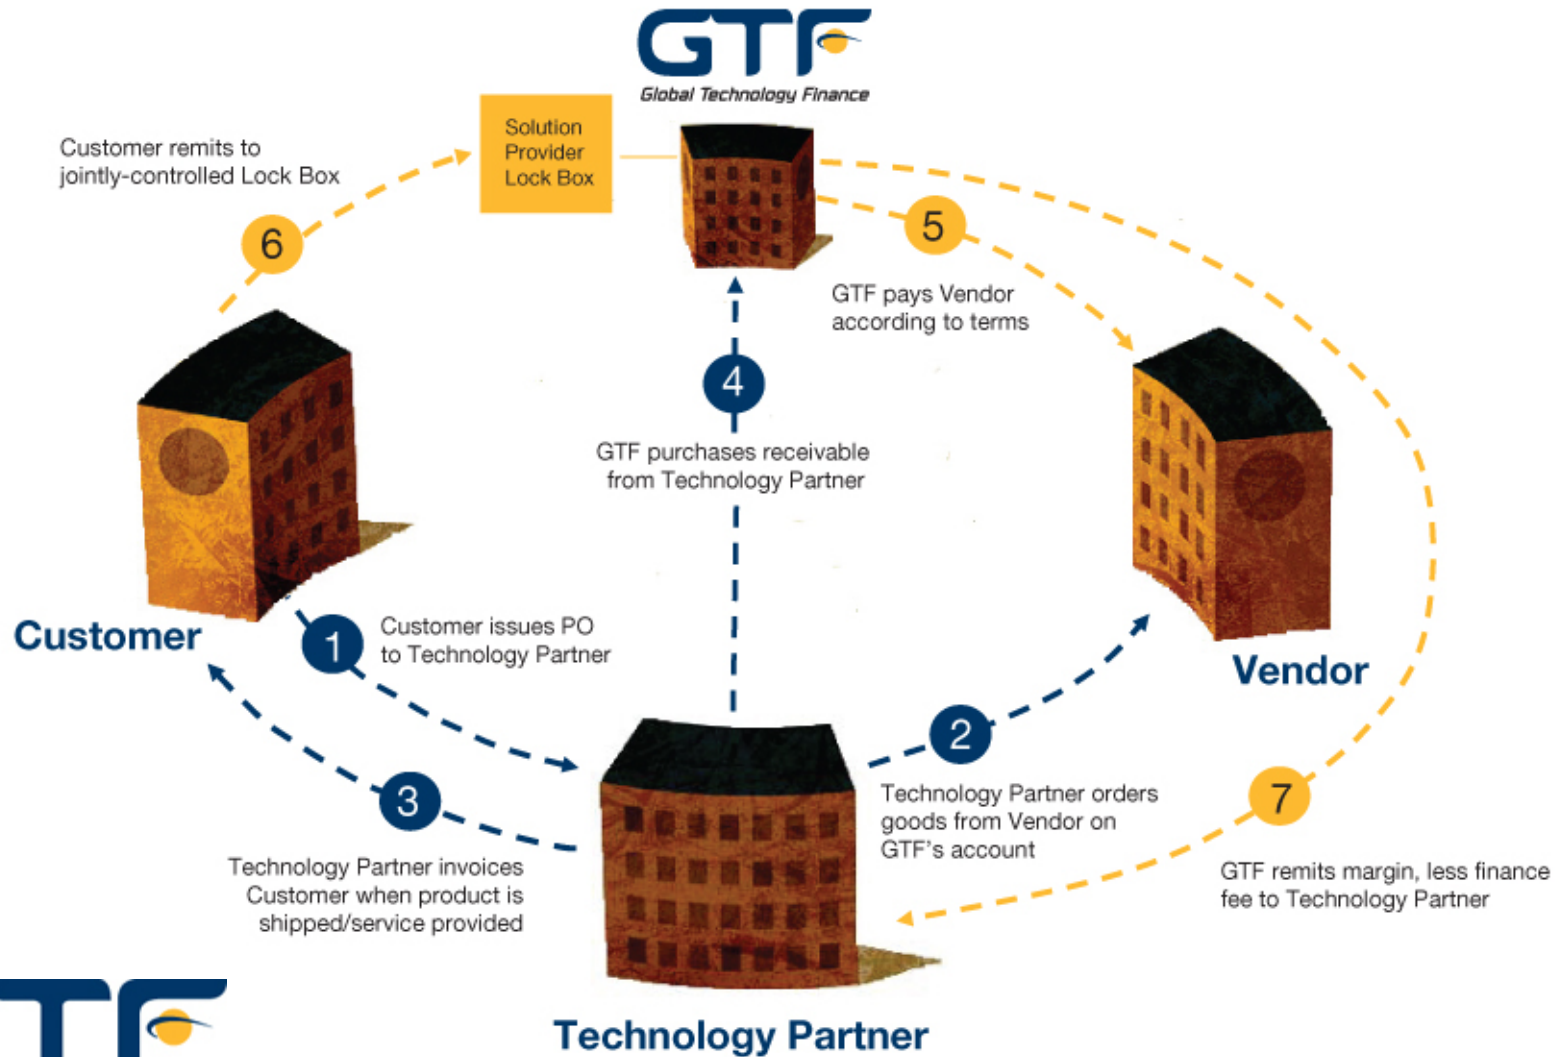 GTF
Global Technology Finance
Solution
Provider
Lock Box
Customer remits to
jointly-controlled Lock Box
6
5
GTF pays Vendor
according to terms
4
GTF purchases receivable
from Technology Partner
Customer
1
Customer issues PO
to Technology Partner
Vendor
2
Technology Partner orders
goods from Vendor on
GTF's account
3
Technology Partner invoices
Customer when product is
shipped/service provided
7
GTF remits margin, less finance
fee to Technology Partner
TF
Technology Partner